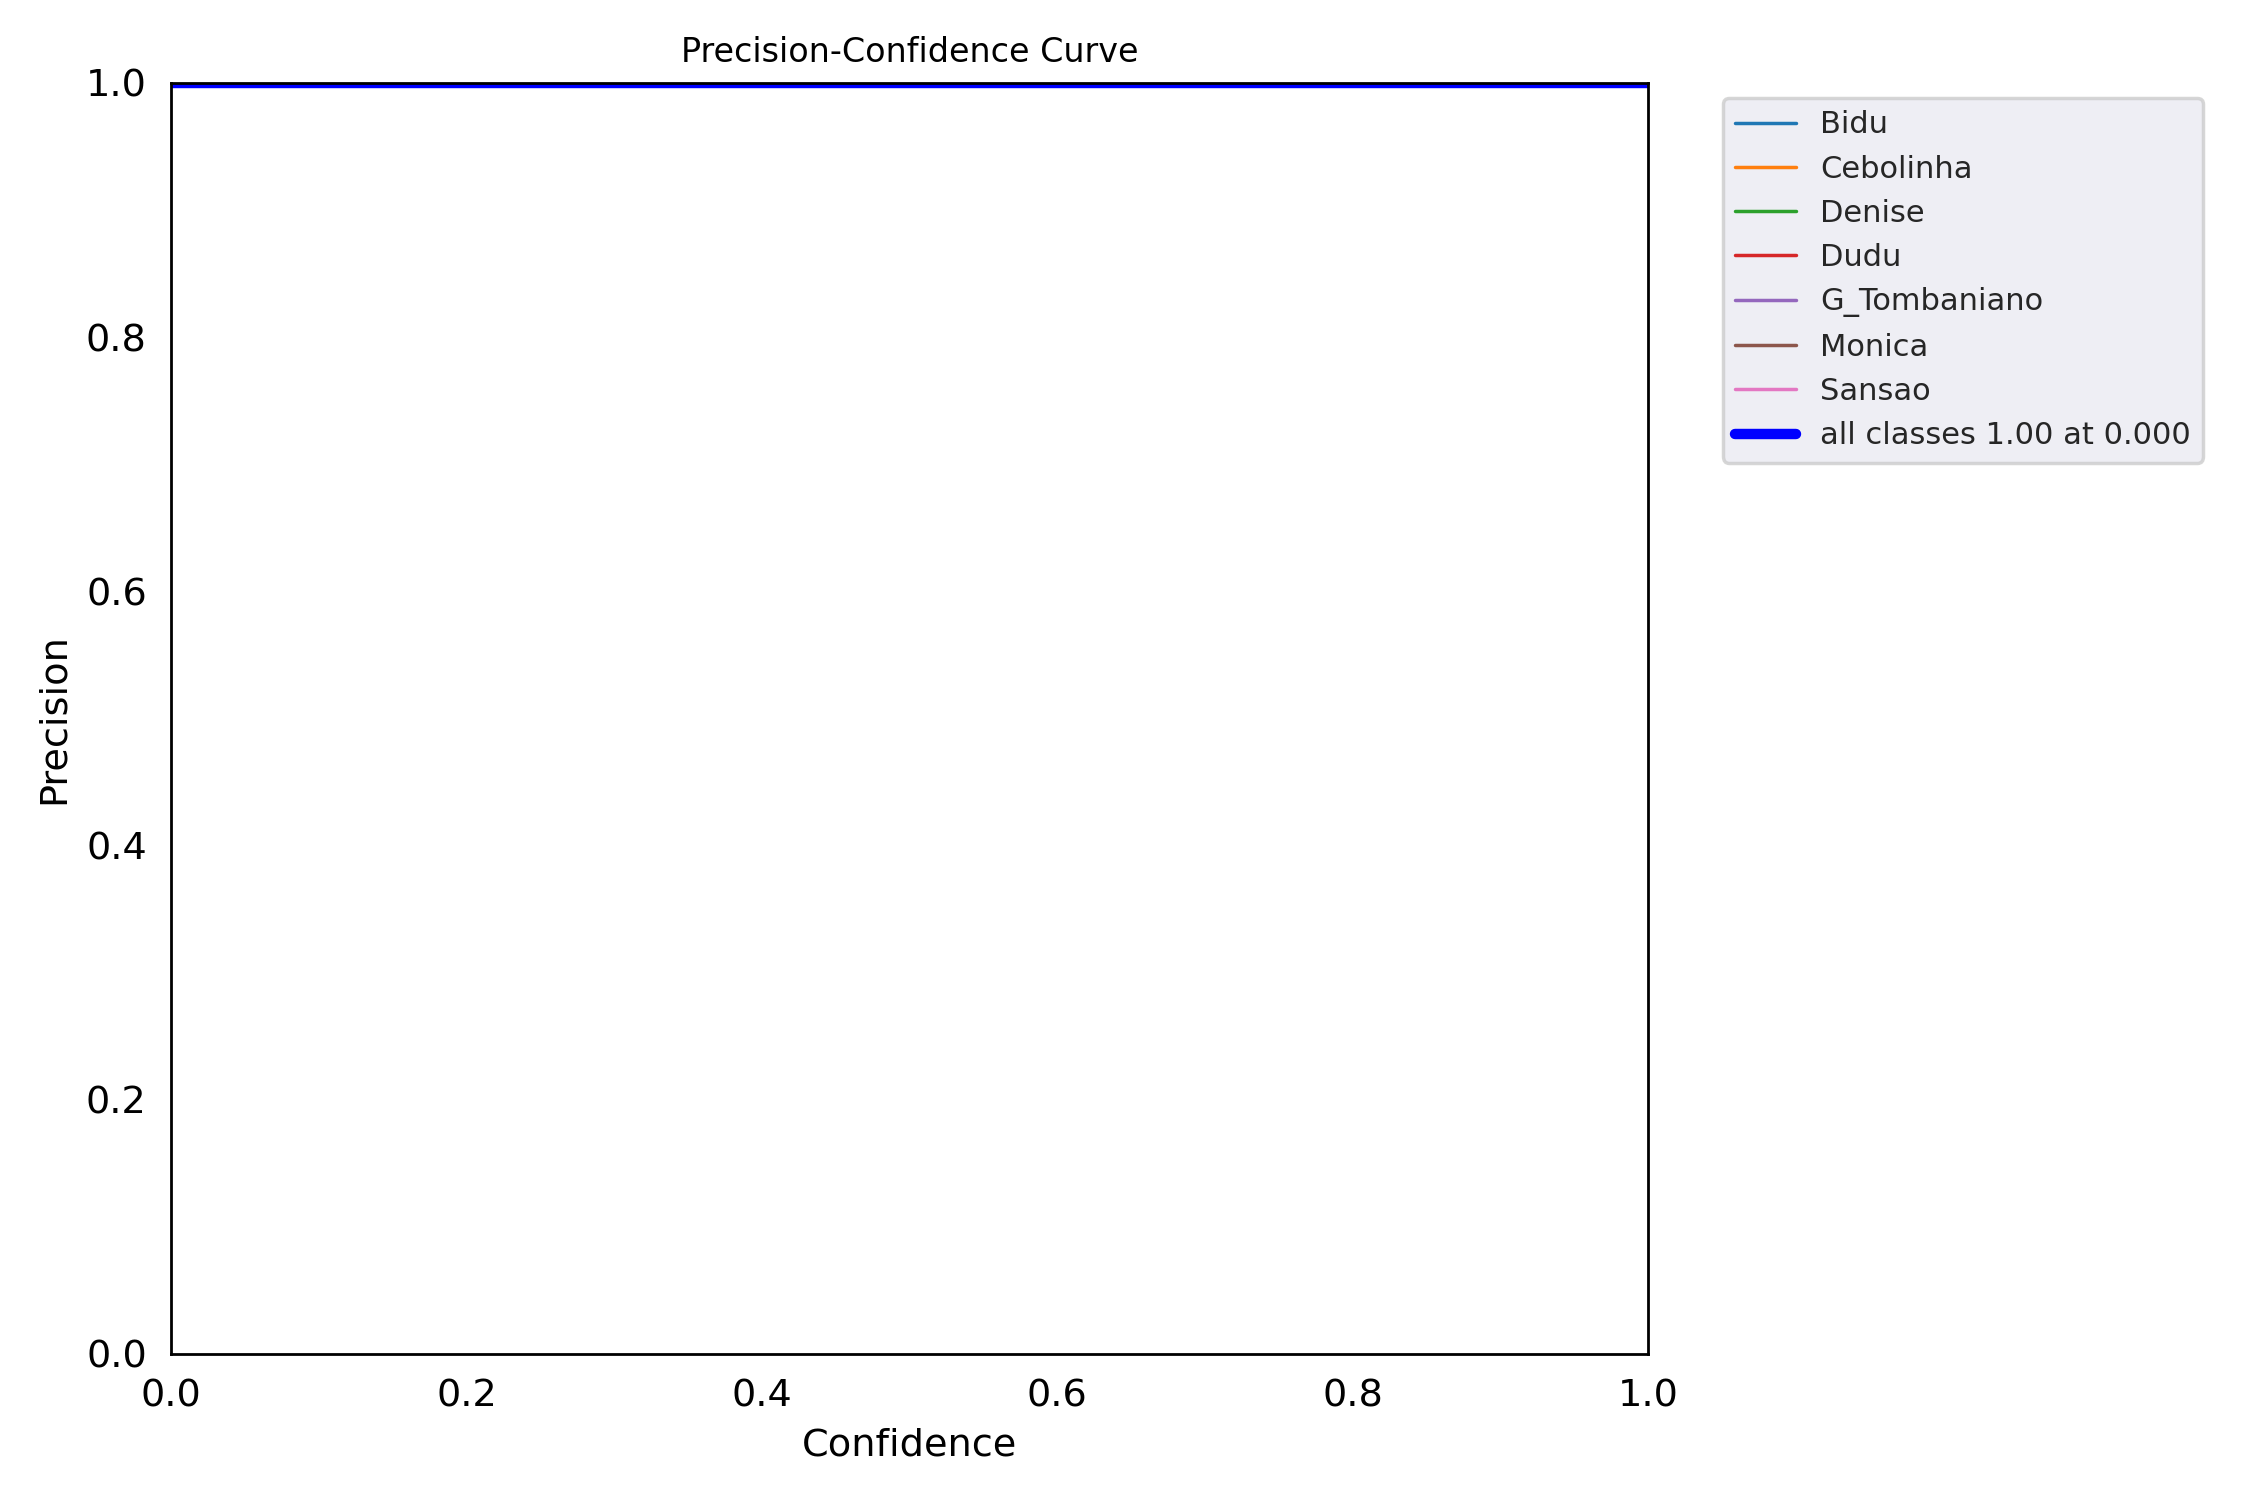 Precision-Confidence Curve
1.0
0.8
0.6
0.4
0.2
0.0
Precision
0.0 0.2 0.4 0.6 0.8 1.0
Confidence
Bidu
Cebolinha
Denise
Dudu
G_Tombaniano
Monica
Sansao
all classes 1.00 at 0.000